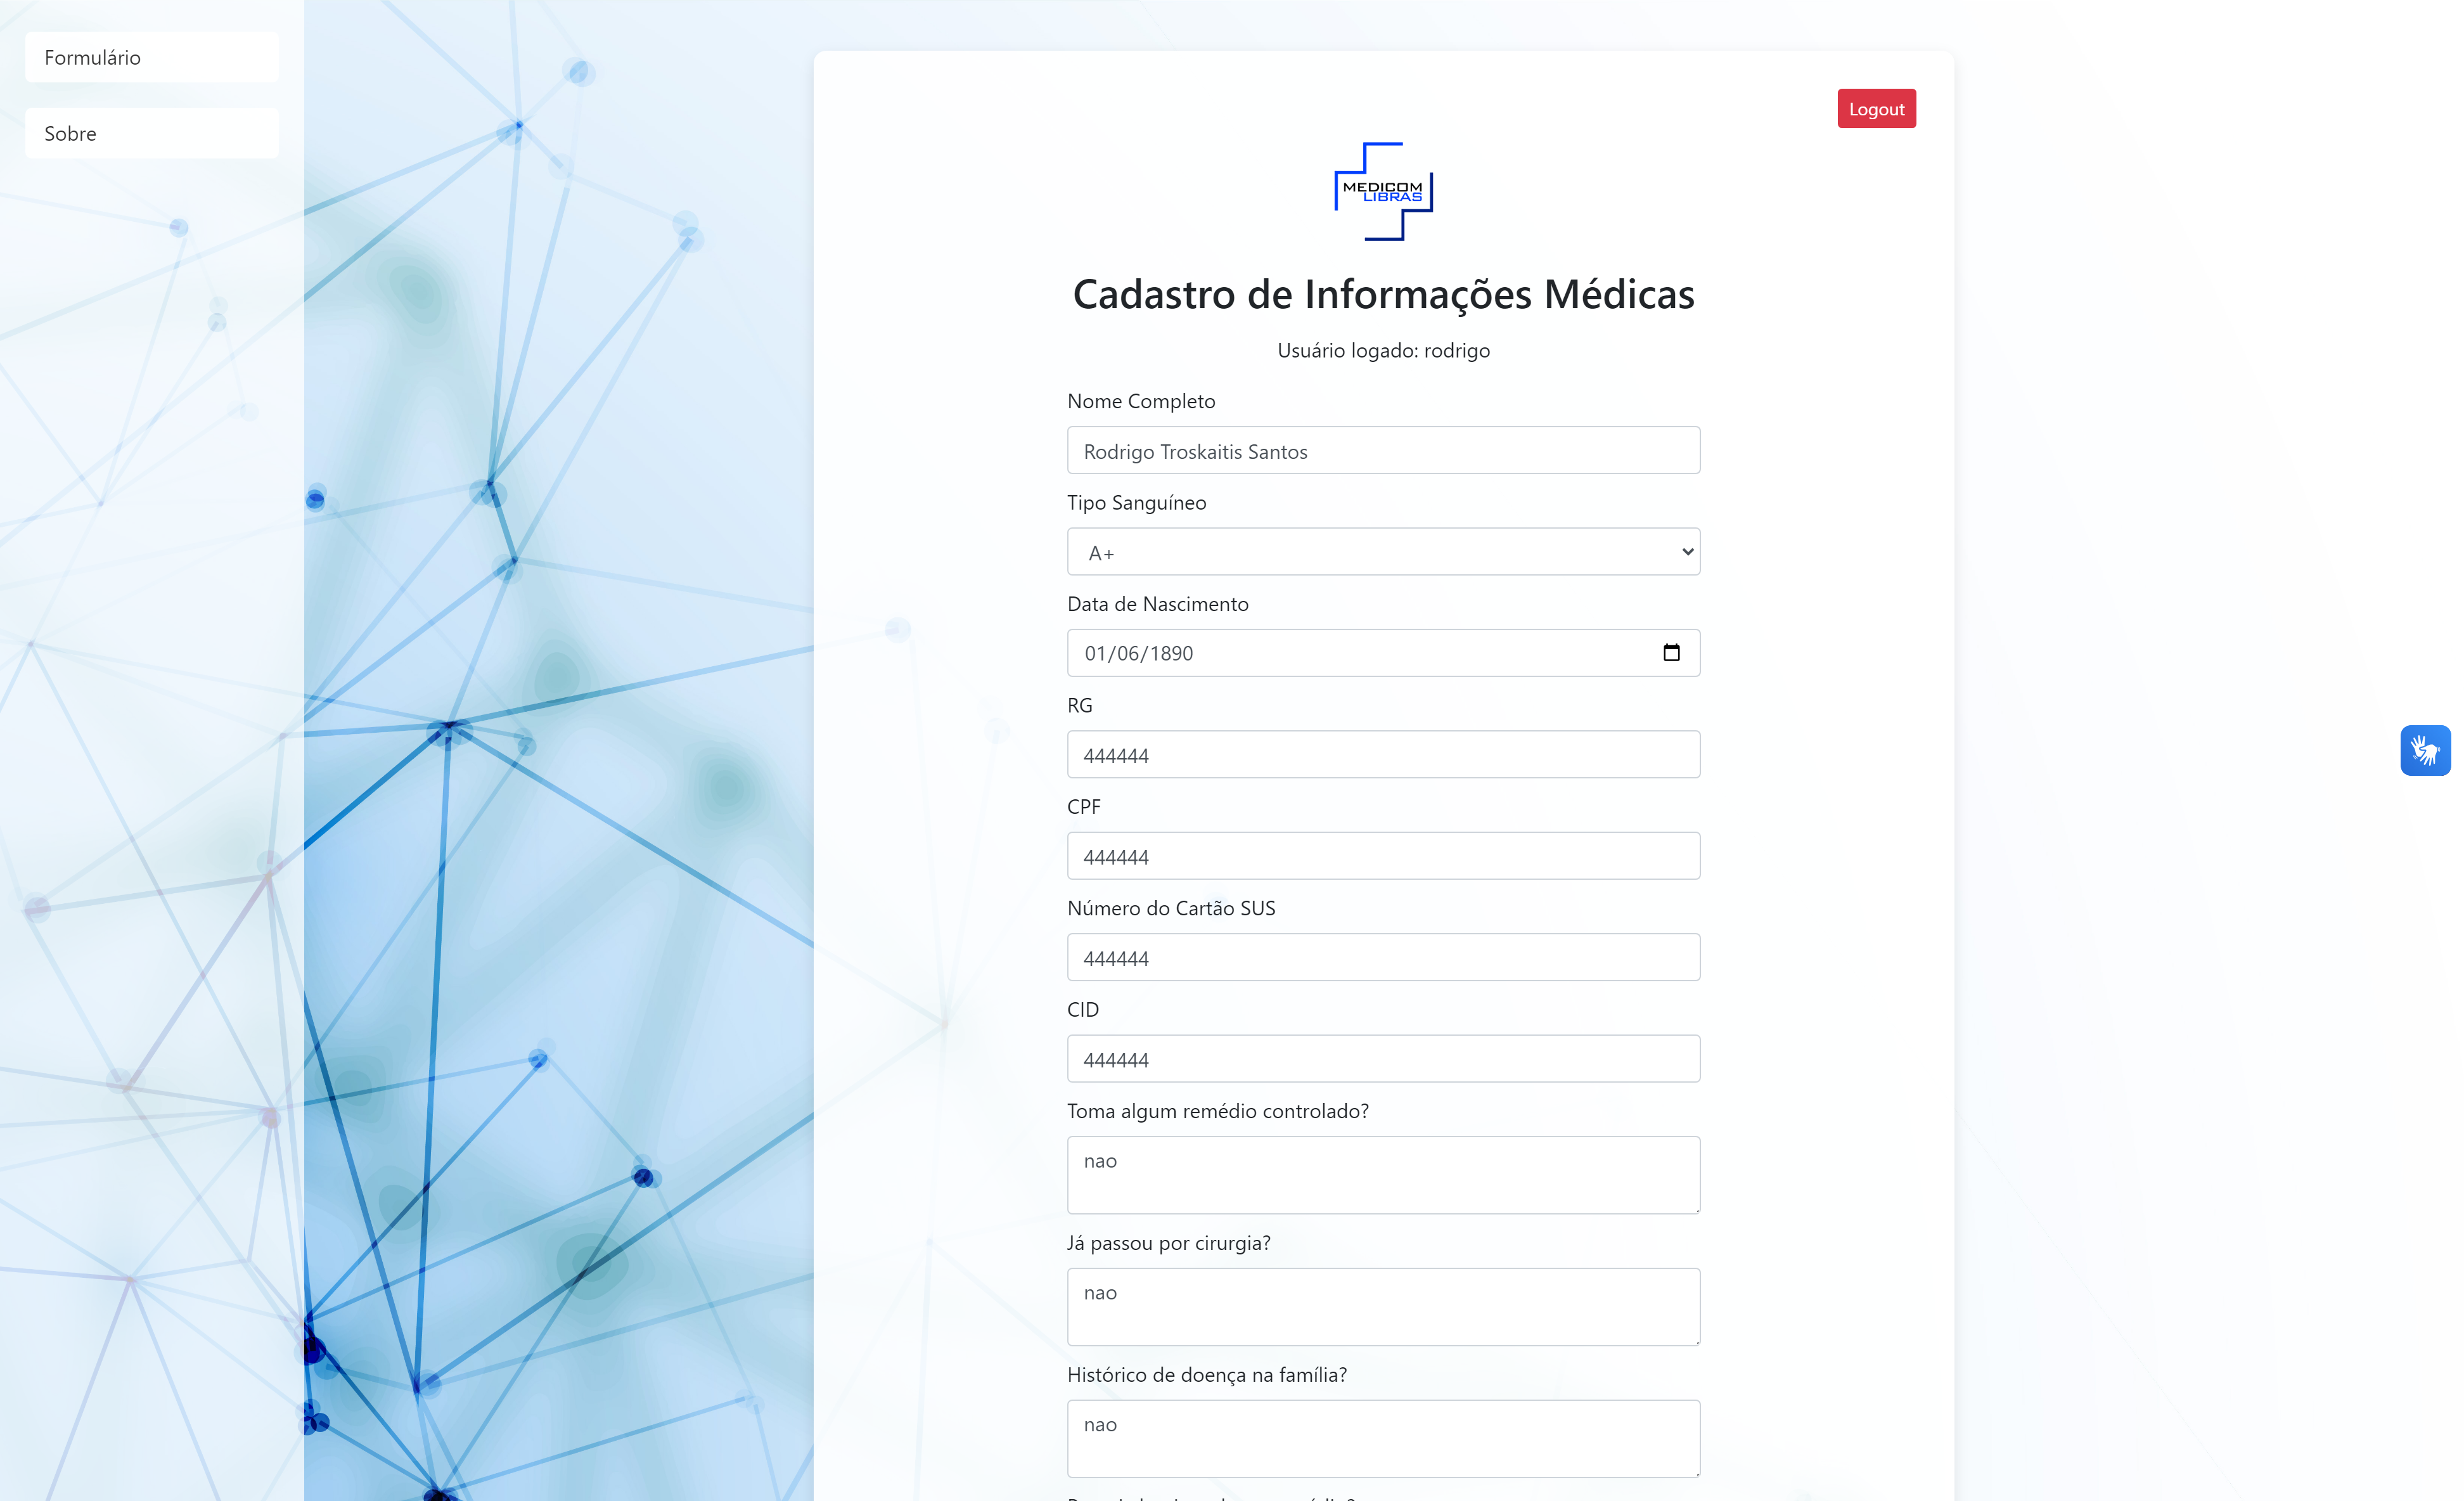 Formulário
Sobre
Logout
MEDICOM
LIBRAS
Cadastro de Informações Médicas
Usuário logado: rodrigo
Nome Completo
Rodrigo Troskaitis Santos
Tipo Sanguíneo
A+
Data de Nascimento
01/06/1890
RG
444444
CPF
444444
Número do Cartão SUS
444444
CID
444444
Toma algum remédio controlado?
nao
Já passou por cirurgia?
nao
Histórico de doença na família?
nao